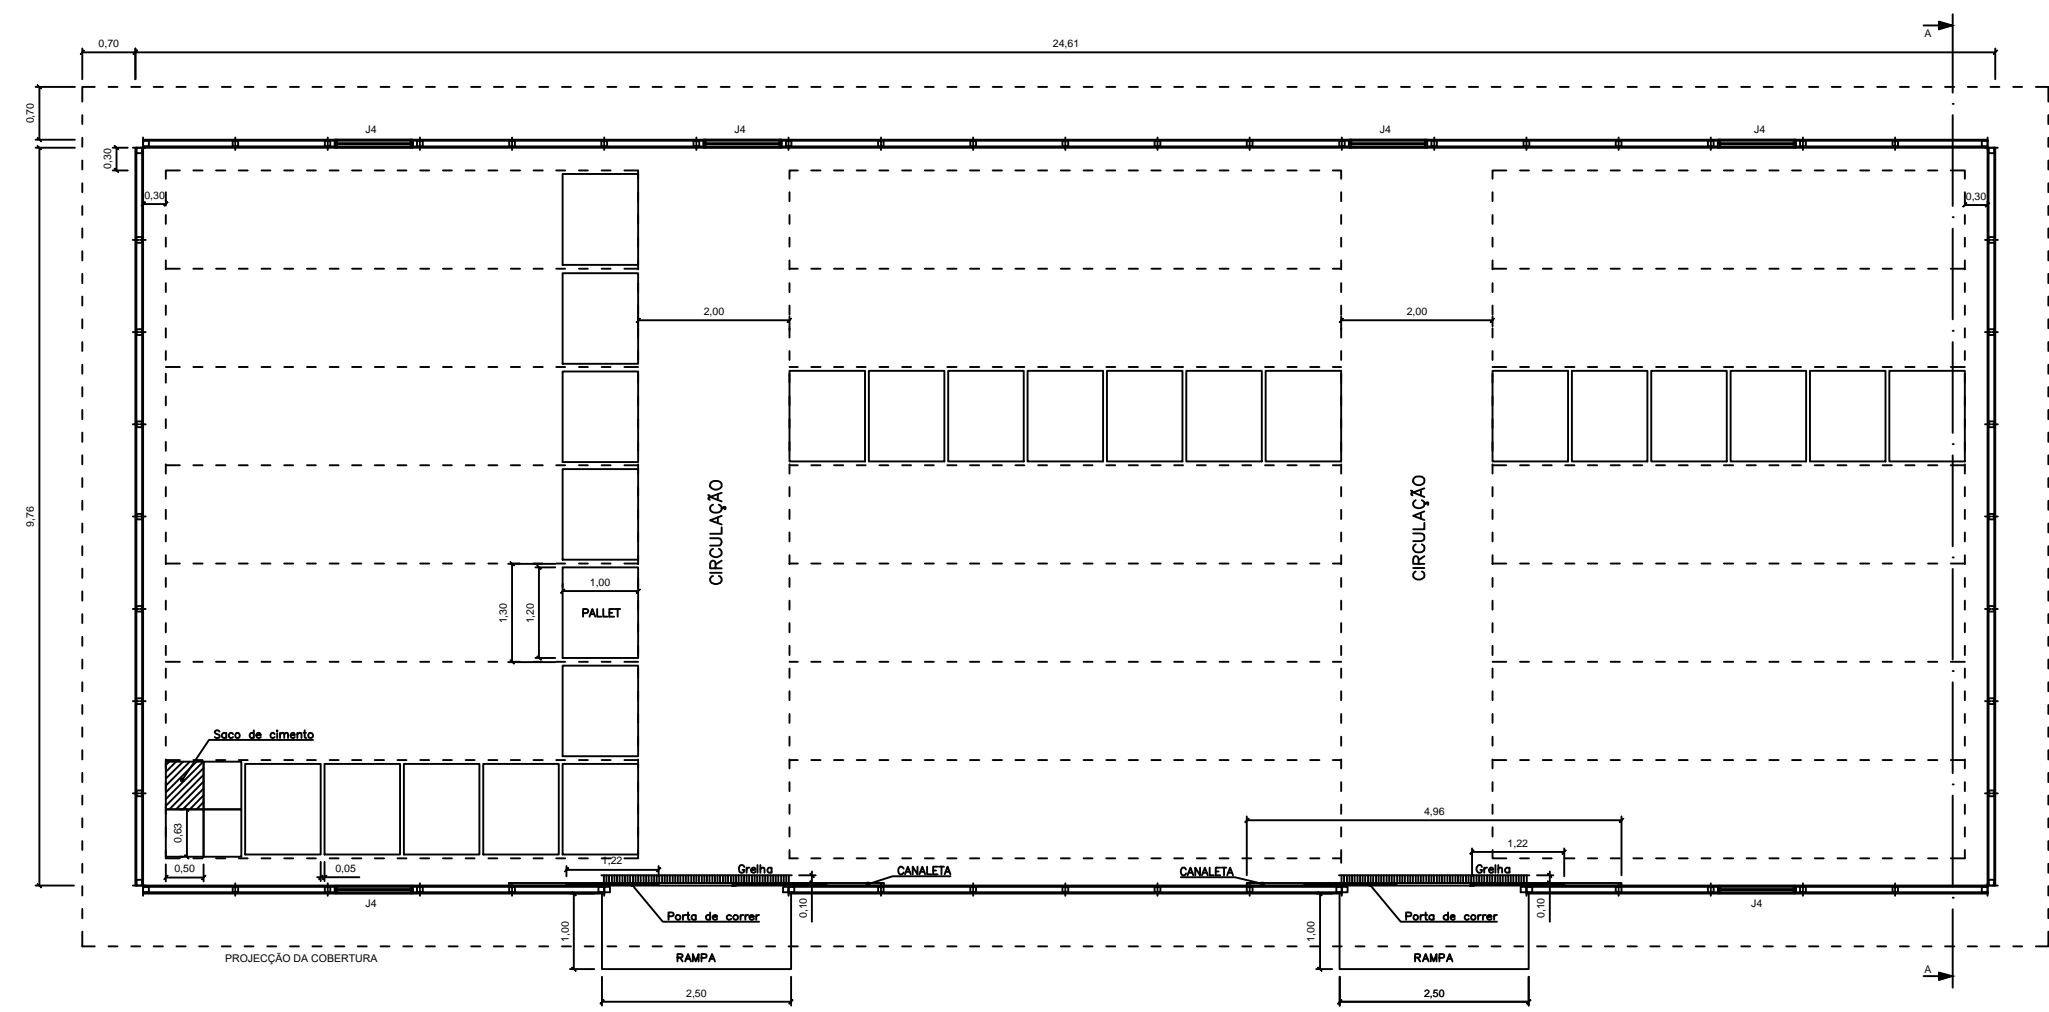 A
0,70
24,61
0,70
J4
J4
J4
J4
0,30
0,30
0,30
2,00
2,00
9,76
CIRCULAÇÃO
CIRCULAÇÃO
1,30
1,20
1,00
PALLET
Saco de cimento
0,63
0,50
0,05
1,22
Grelha
CANALETA
CANALETA
4,96
1,22
Grelha
J4
Porta de correr
0,10
Porta de correr
0,10
J4
1,00
1,00
PROJECÇÃO DA COBERTURA
RAMPA
RAMPA
A
2,50
2,50